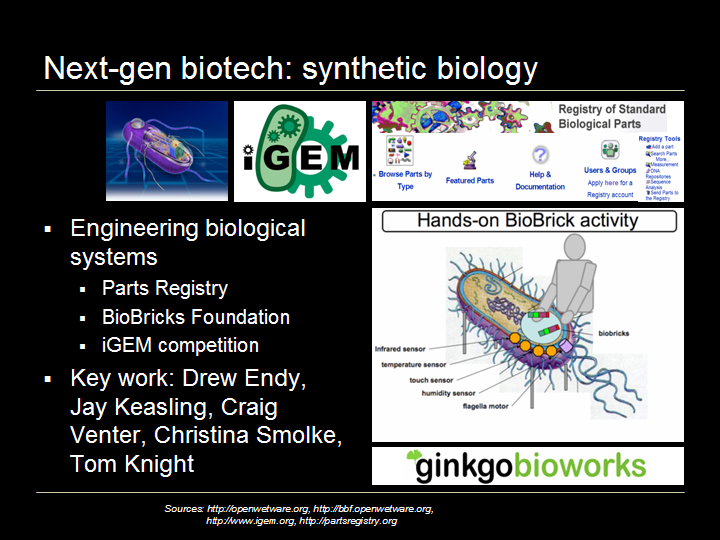 Next-gen biotech: synthetic biology
iGEM
Registry of Standard
Biological Parts
Registry Tools
Add a part
Search Parts
More ...
Measurement
DNA
Repositories
Sequence
Analysis
Send Parts to
the Registry
Browse Parts by
Type
Featured Parts
Help &
Documentation
Users & Groups
Apply here for a
Registry account
▪ Engineering biological
systems
▪ Parts Registry
▪ BioBricks Foundation
▪ iGEM competition
▪ Key work: Drew Endy,
Jay Keasling, Craig
Venter, Christina Smolke,
Tom Knight
Hands-on BioBrick activity
biobricks
Infrared sensor
temperature sensor
touch sensor
humidity sensor
flagella motor
ginkgobioworks
Sources: http://openwetware.org, http://bbf.openwetware.org,
http://www.igem.org, http://partsregistry.org